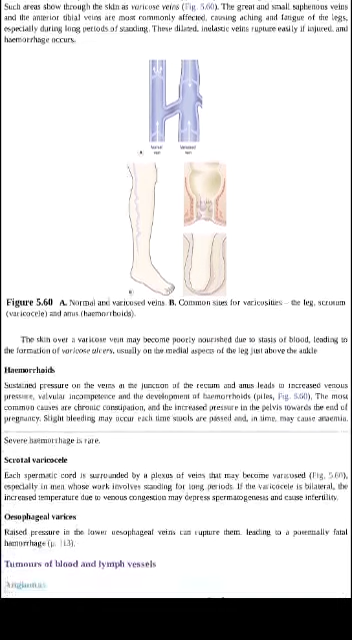 Such areas show through the skin as varicose veins (Fig. 5.60). The great and small saphenous veins
and the anterior tibial veins are most commonly affected, causing aching and fatigue of the legs,
especially during long periods of standing. These dilated, inelastic veins rupture easily if injured, and
haemorrhage occurs.
Normal vein
Varicosed vein
A
B
Figure 5.60 A. Normal and varicosed veins. B. Common sites for varicosities – the leg, scrotum
(varicocele) and anus (haemorrhoids).
The skin over a varicose vein may become poorly nourished due to stasis of blood, leading to
the formation of varicose ulcers, usually on the medial aspects of the leg just above the ankle
Haemorrhoids
Sustained pressure on the veins at the junction of the rectum and anus leads to increased venous
pressure, valvular incompetence and the development of haemorrhoids (piles, Fig. 5.60). The most
common causes are chronic constipation, and the increased pressure in the pelvis towards the end of
pregnancy. Slight bleeding may occur each time stools are passed and, in time, may cause anaemia.
Severe haemorrhage is rare.
Scrotal varicocele
Each spermatic cord is surrounded by a plexus of veins that may become varicosed (Fig. 5.60),
especially in men whose work involves standing for long periods. If the varicocele is bilateral, the
increased temperature due to venous congestion may depress spermatogenesis and cause infertility.
Oesophageal varices
Raised pressure in the lower oesophageal veins can rupture them, leading to a potentially fatal
haemorrhage (p. 113).
Tumours of blood and lymph vessels
Angiomas